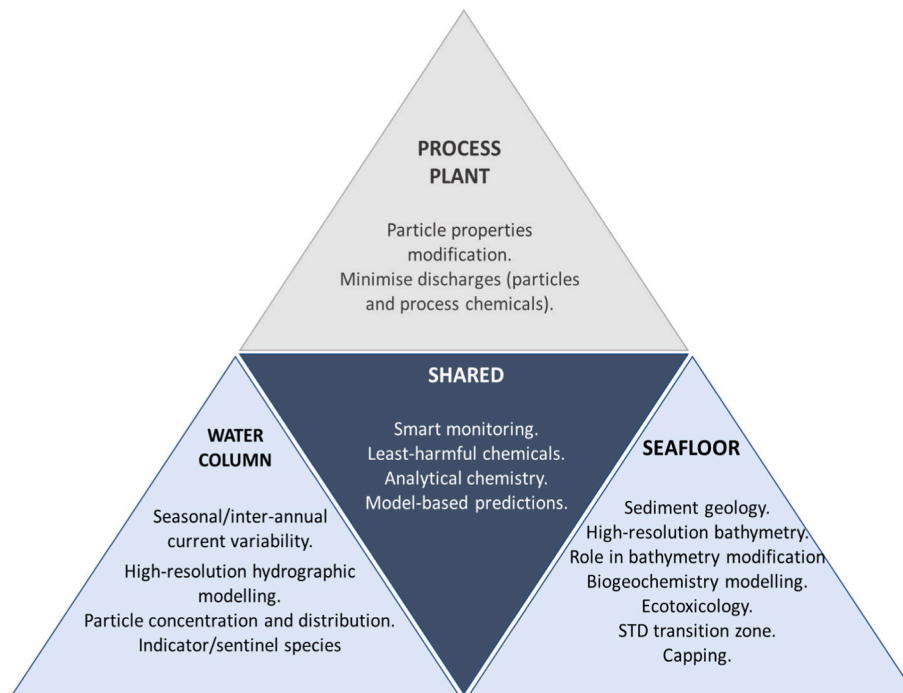 PROCESS
PLANT
Particle properties
modification.
Minimise discharges (particles
and process chemicals).
SHARED
Smart monitoring.
Least-harmful chemicals.
Analytical chemistry.
Model-based predictions.
WATER
COLUMN
Seasonal/inter-annual
current variability.
High-resolution hydrographic
modelling.
Particle concentration and distribution.
Indicator/sentinel species
SEAFLOOR
Sediment geology.
High-resolution bathymetry.
Role in bathymetry modification
Biogeochemistry modelling.
Ecotoxicology.
STD transition zone.
Capping.